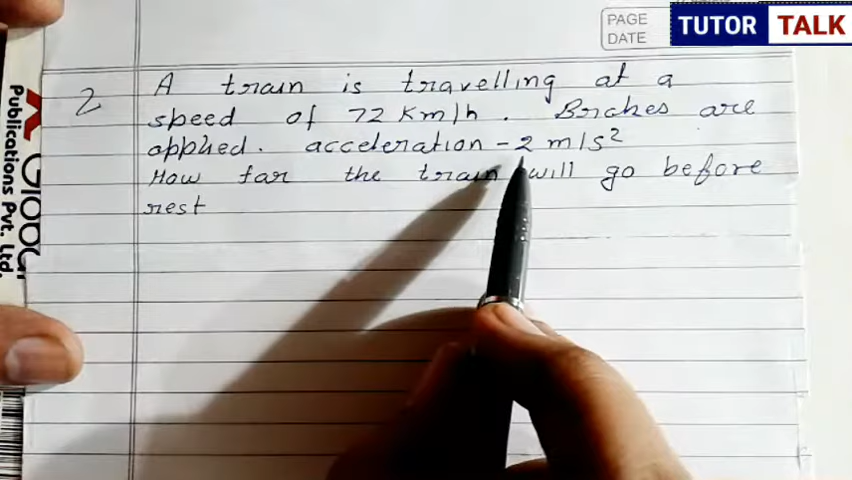 PAGE
DATE
TUTOR TALK
2 A train is travelling at a
speed of 72 Km/h. Brakes are
applied. acceleration -2 m/s²
How far the train will go before
rest
Publications Pvt. Ltd.